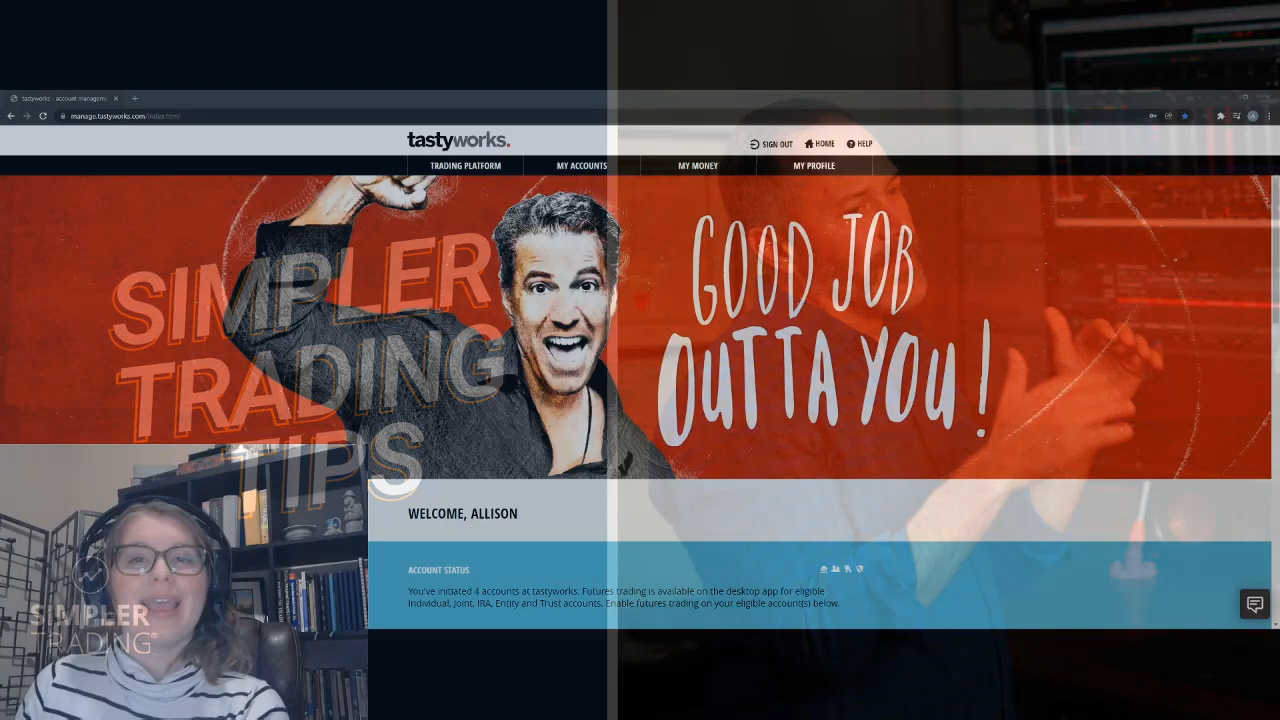 tastyworks - account managem
manage.tastyworks.com/index.html
tastyworks.
SIGN OUT
HOME
HELP
TRADING PLATFORM
MY ACCOUNTS
MY MONEY
MY PROFILE
SIMPLER
TRADING
TIPS
GOOD JOB
OUTTA YOU!
WELCOME, ALLISON
ACCOUNT STATUS
You've initiated 4 accounts at tastyworks. Futures trading is available on the desktop app for eligible
Individual, Joint, IRA, Entity and Trust accounts. Enable futures trading on your eligible account(s) below.
SIMPLER
TRADING®